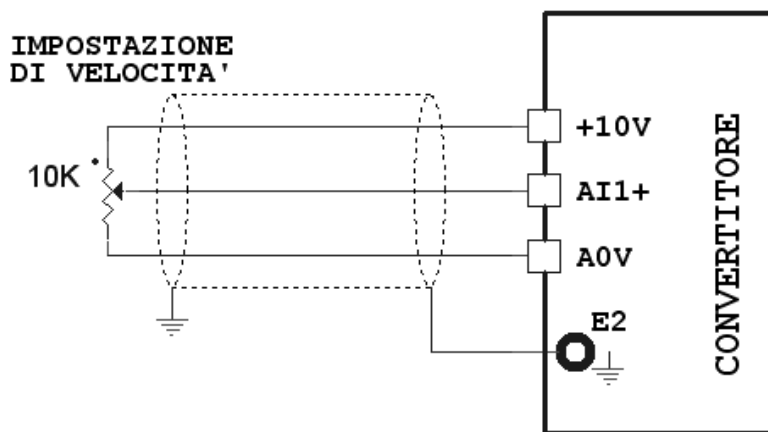 IMPOSTAZIONE
DI VELOCITA'
10K
+10V
AI1+
A0V
E2
CONVERTITORE